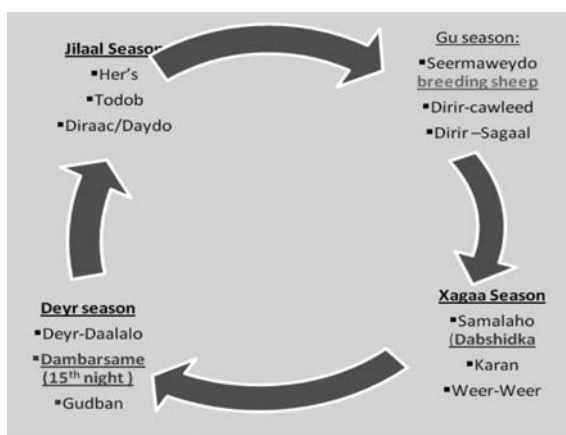 Jilaal Season
▪Her's
▪Todob
▪Diraac/Daydo
Gu season:
▪Seermaweydo
breeding sheep
▪Dirir-cawleed
▪Dirir –Sagaal
Xagaa Season
▪Samalaho
(Dabshidka
▪Karan
▪Weer-Weer
Deyr season
▪Deyr-Daalalo
▪Dambarsame
(15th night )
▪Gudban